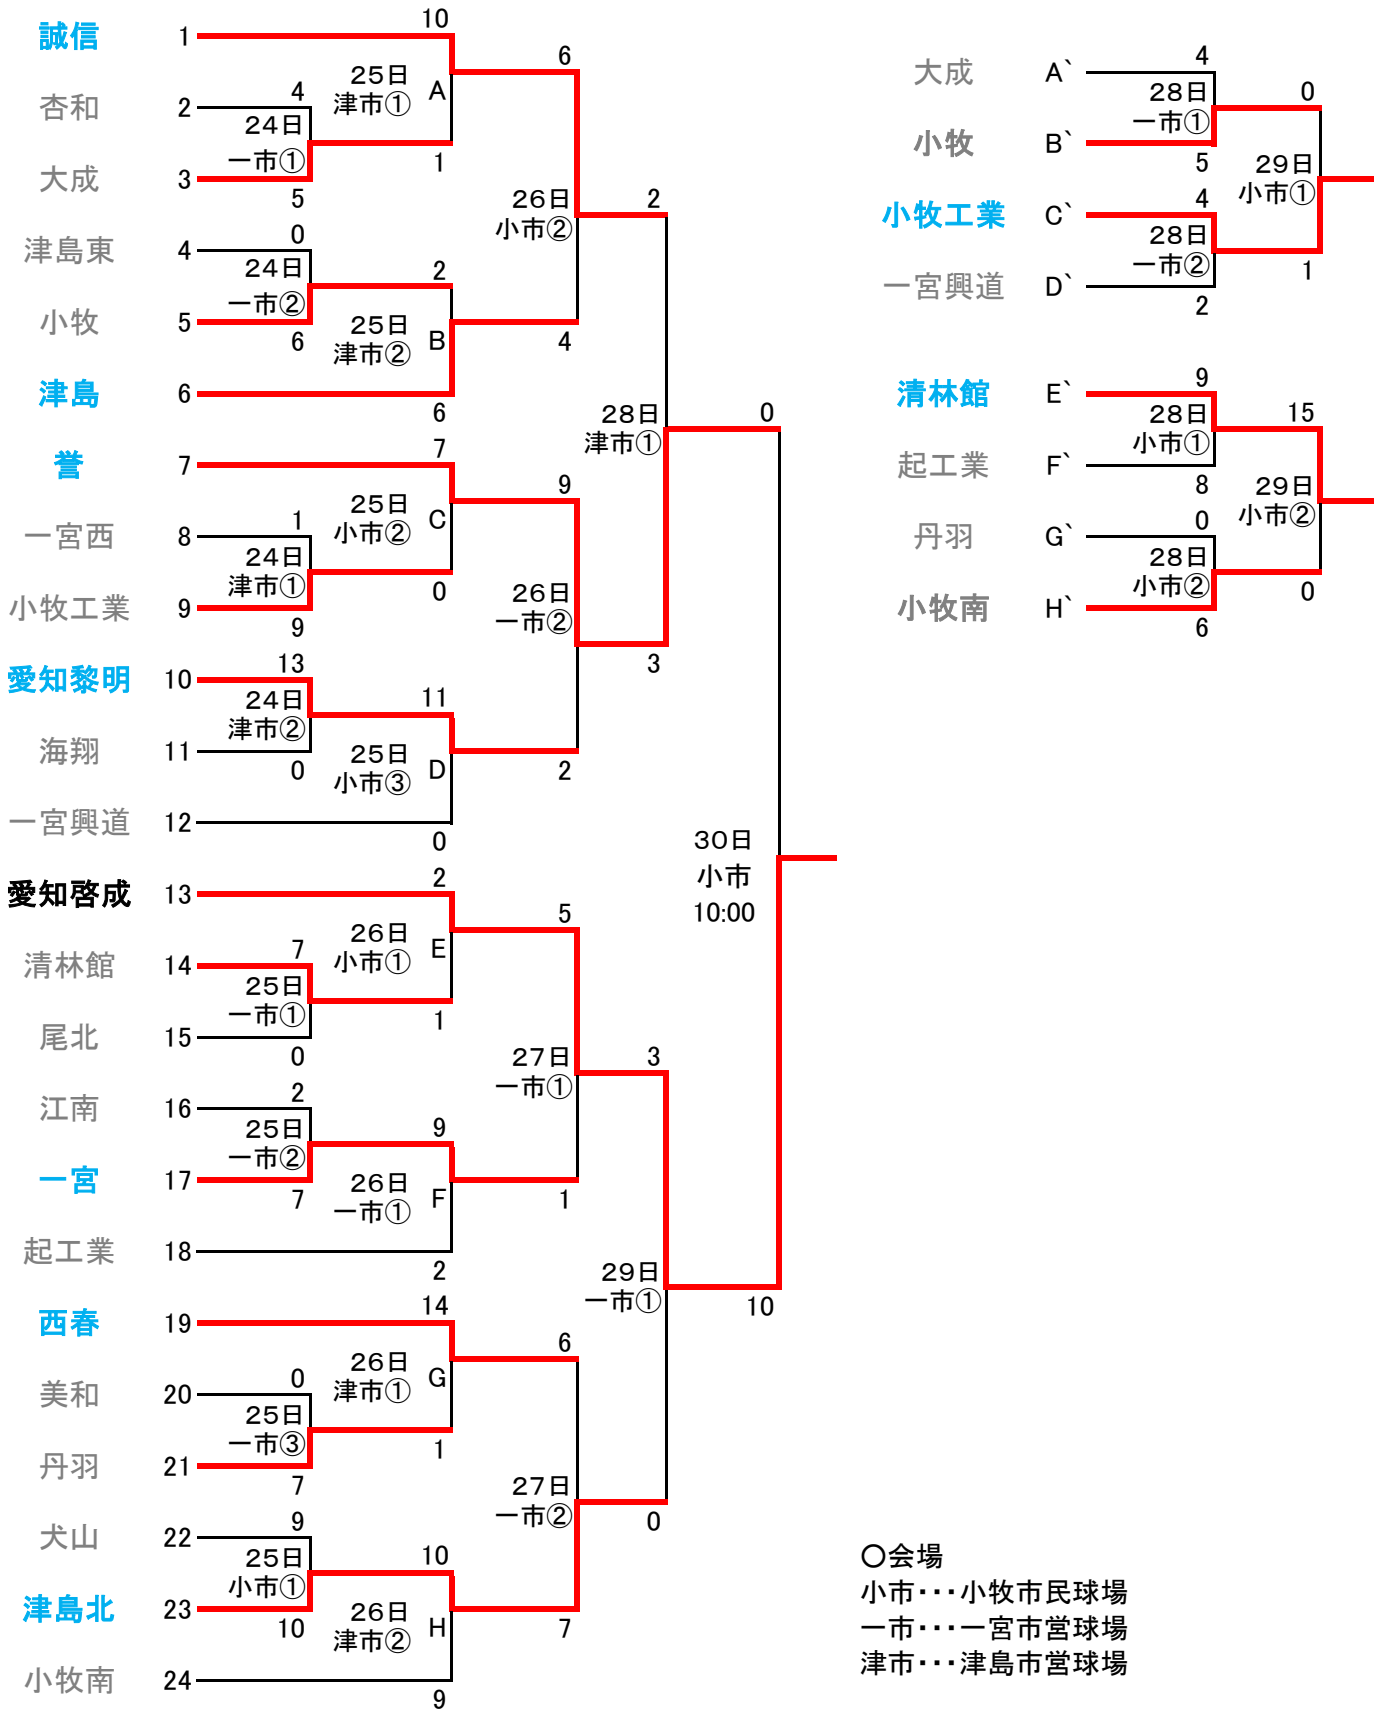 10
誠信 1
6
25日
津市① A
4
杏和 2
24日
一市①
大成 3
1
5
26日
小市②
2
0
津島東 4
24日
一市②
2
小牧 5
6
25日
津市② B
4
津島 6
6
28日
津市①
0
7
誉 7
9
25日
小市② C
1
一宮西 8
24日
津市①
0
小牧工業 9
9
26日
一市②
3
13
愛知黎明 10
24日
津市②
11
海翔 11
0
25日
小市③ D
2
一宮興道 12
0
30日
小市
10:00
2
愛知啓成 13
5
26日
小市① E
7
清林館 14
25日
一市①
1
尾北 15
0
27日
一市①
3
2
江南 16
25日
一市②
9
一宮 17
7
26日
一市① F
1
起工業 18
2
29日
一市①
10
14
西春 19
6
26日
津市① G
0
美和 20
25日
一市③
1
丹羽 21
7
27日
一市②
0
9
犬山 22
25日
小市①
10
津島北 23
10
26日
津市② H
7
小牧南 24
9
4
大成 A`
28日
一市①
0
小牧 B`
5
29日
小市①
4
小牧工業 C`
28日
一市②
1
一宮興道 D`
2
9
清林館 E`
28日
小市①
15
起工業 F`
8
29日
小市②
0
丹羽 G`
28日
小市②
0
小牧南 H`
6
〇会場
小市･･･小牧市民球場
一市･･･一宮市営球場
津市･･･津島市営球場